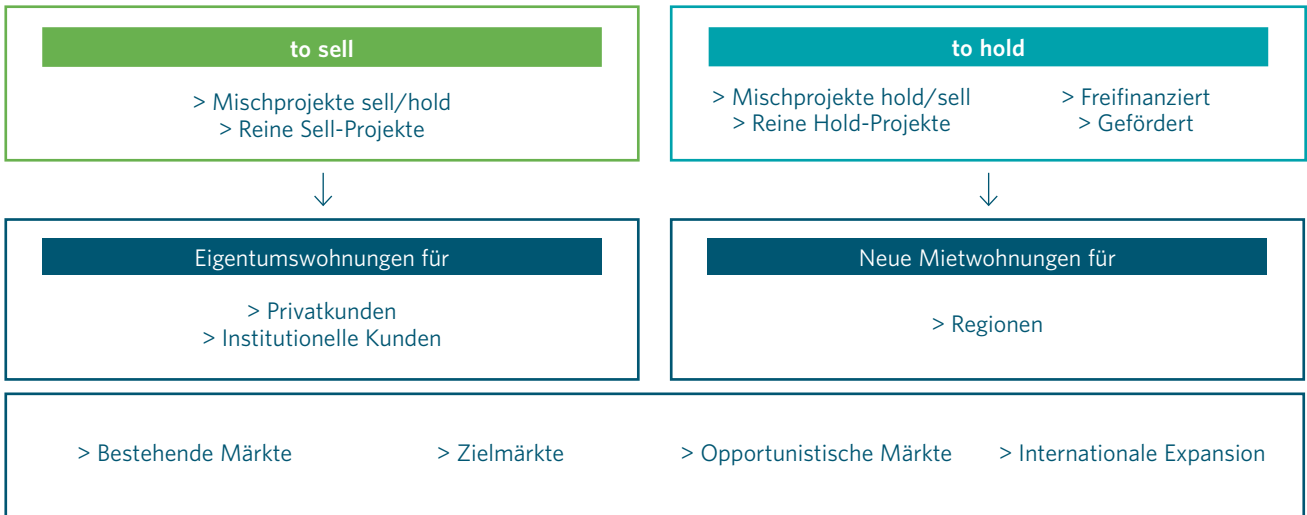 to sell
> Mischprojekte sell/hold
> Reine Sell-Projekte
to hold
> Mischprojekte hold/sell
> Reine Hold-Projekte
> Freifinanziert
> Gefördert
Eigentumswohnungen für
> Privatkunden
> Institutionelle Kunden
Neue Mietwohnungen für
> Regionen
> Bestehende Märkte
> Zielmärkte
> Opportunistische Märkte
> Internationale Expansion